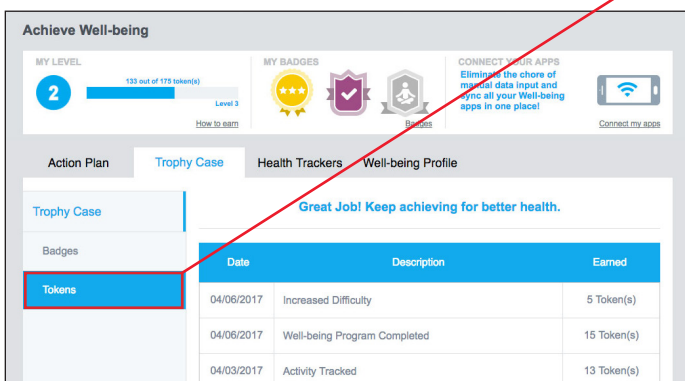 Achieve Well-being
MY LEVEL
2
133 out of 175 token(s)
Level 3
How to earn
MY BADGES
Badges
CONNECT YOUR APPS
Eliminate the chore of
manual data input and
sync all your Well-being
apps in one place!
Connect my apps
Action Plan Trophy Case Health Trackers Well-being Profile
Trophy Case
Badges
Tokens
Great Job! Keep achieving for better health.
Date Description Earned
04/06/2017 Increased Difficulty 5 Token(s)
04/06/2017 Well-being Program Completed 15 Token(s)
04/03/2017 Activity Tracked 13 Token(s)